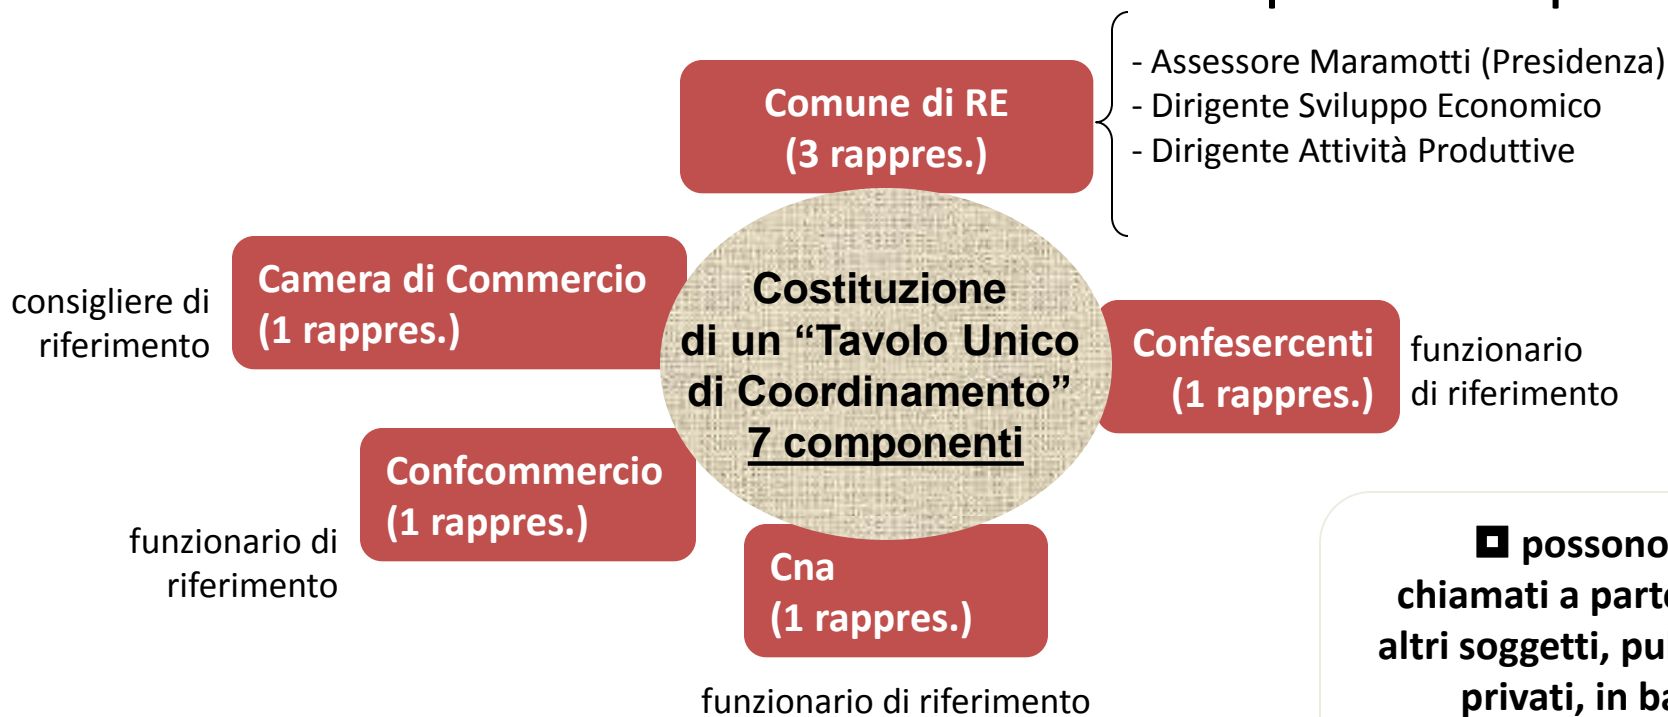 - Assessore Maramotti (Presidenza)
- Dirigente Sviluppo Economico
- Dirigente Attività Produttive
Comune di RE
(3 rappres.)
Camera di Commercio
(1 rappres.)
consigliere di
riferimento
Costituzione
di un “Tavolo Unico
di Coordinamento”
7 componenti
Confesercenti
(1 rappres.)
funzionario
di riferimento
Confcommercio
(1 rappres.)
funzionario di
riferimento
Cna
(1 rappres.)
funzionario di riferimento
possono
chiamati a
altri soggetti,
privati, in